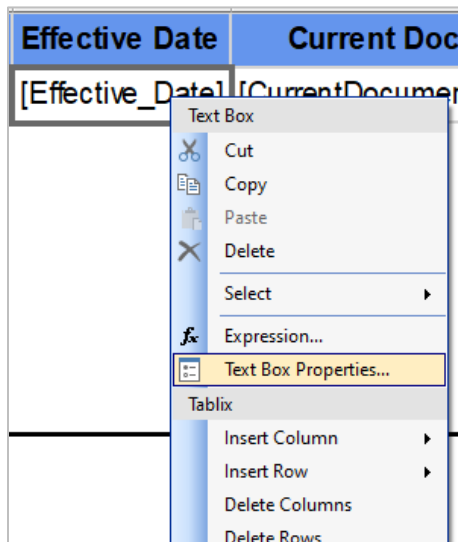 Effective Date Current Doc
[Effective_Date] [CurrentDocumen
Text Box
Cut
Copy
Paste
Delete
Select
fx Expression...
Text Box Properties...
Tablix
Insert Column
Insert Row
Delete Columns
Delete Rows